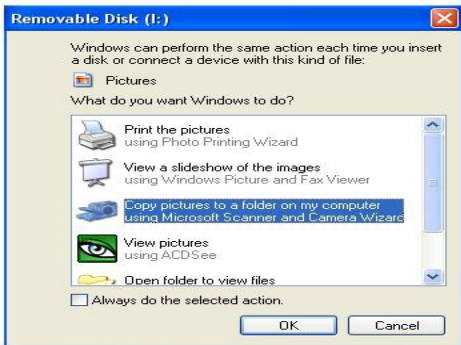 Removable Disk (I:)
Windows can perform the same action each time you insert
a disk or connect a device with this kind of file:
Pictures
What do you want Windows to do?
Print the pictures
using Photo Printing Wizard
View a slideshow of the images
using Windows Picture and Fax Viewer
Copy pictures to a folder on my computer
using Microsoft Scanner and Camera Wizard
View pictures
using ACDSee
Open folder to view files
Always do the selected action.
OK Cancel